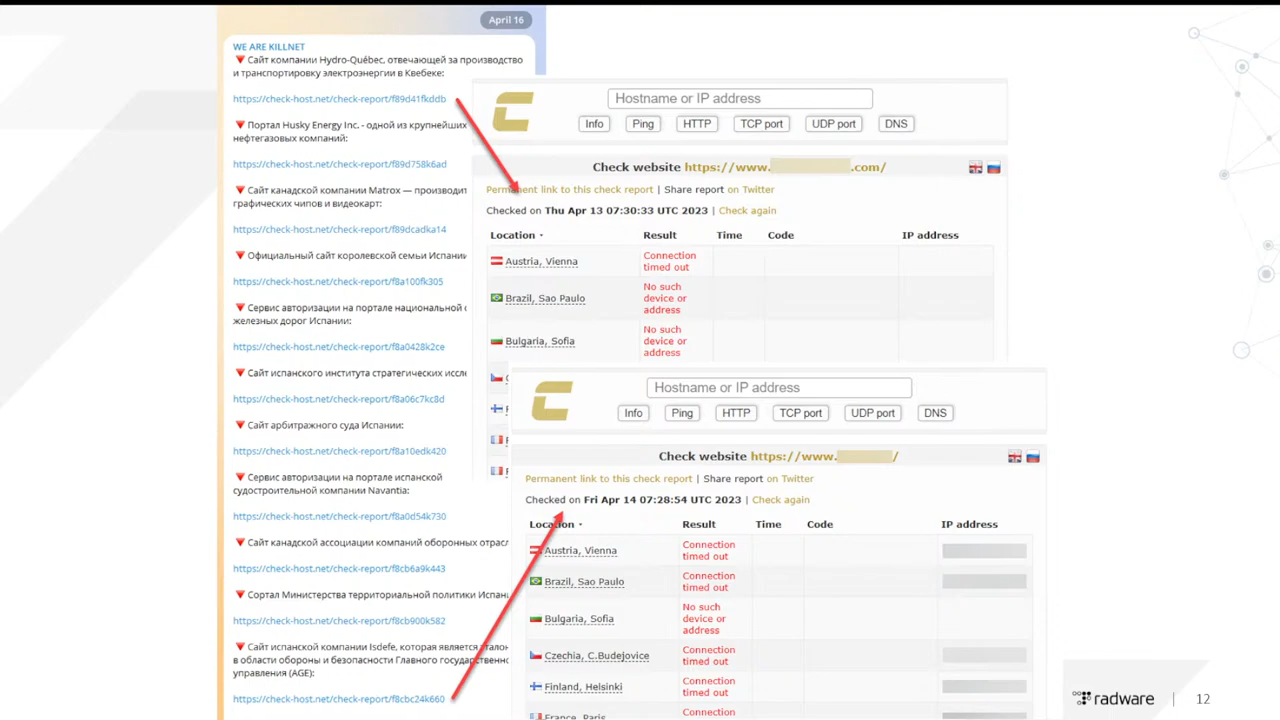 April 16
WE ARE KILLNET
Сайт компании Hydro-Québec, отвечающей за производство
и транспортировку электроэнергии в Квебеке:
https://check-host.net/check-report/f89d41fkddb
Портал Husky Energy Inc. - одной из крупнейших
нефтегазовых компаний:
https://check-host.net/check-report/f89d758k6ad
Сайт канадской компании Matrox — производит
графических чипов и видеокарт:
https://check-host.net/check-report/f89dcadka14
Официальный сайт королевской семьи Испании
https://check-host.net/check-report/f8a100fk305
Сервис авторизации на портале национальной с
железных дорог Испании:
https://check-host.net/check-report/f8a0428k2ce
Сайт испанского института стратегических иссле
https://check-host.net/check-report/f8a06c7kc8d
Сайт арбитражного суда Испании:
https://check-host.net/check-report/f8a10edk420
Сервис авторизации на портале испанской
судостроительной компании Navantia:
https://check-host.net/check-report/f8a0d54k730
Сайт канадской ассоциации компаний оборонных отрасл
https://check-host.net/check-report/f8cb6a9k443
Сортал Министерства территориальной политики Испани
https://check-host.net/check-report/f8cb900k582
Сайт испанской компании Isdefe, которая является
в области обороны и безопасности Главного государственно
управления (AGE):
https://check-host.net/check-report/f8cbc24k660
Hostname or IP address
Info Ping HTTP TCP port UDP port DNS
Check website https://www. .com/
Permanent link to this check report | Share report on Twitter
Checked on Thu Apr 13 07:30:33 UTC 2023 | Check again
Location Result Time Code IP address
Austria, Vienna Connection
timed out
Brazil, Sao Paulo No such
device or
address
Bulgaria, Sofia No such
device or
address
Hostname or IP address
Info Ping HTTP TCP port UDP port DNS
Check website https://www. /
Permanent link to this check report | Share report on Twitter
Checked on Fri Apr 14 07:28:54 UTC 2023 | Check again
Location Result Time Code IP address
Austria, Vienna Connection
timed out
Brazil, Sao Paulo Connection
timed out
Bulgaria, Sofia No such
device or
address
Czechia, C.Budejovice Connection
timed out
Finland, Helsinki Connection
timed out
France, Paris Connection
radware | 12